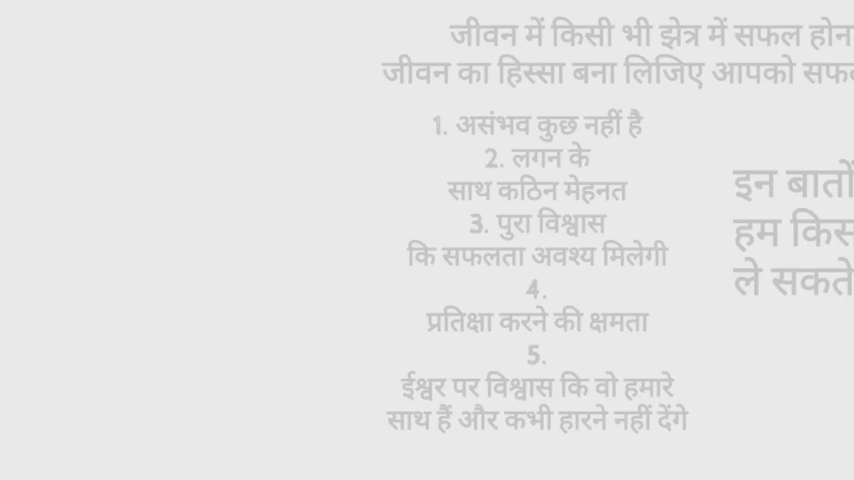 जीवन में किसी भी झेत्र में सफल
जीवन का हिस्सा बना लिजिए आपको
1. असंभव कुछ नहीं है
2. लगन के
साथ कठिन मेहनत
3. पुरा विश्वास
कि सफलता अवश्य मिलेगी
4.
प्रतिक्षा करने की क्षमता
5.
ईश्वर पर विश्वास कि वो हमारे
साथ हैं और कभी हारने नहीं देंगे
इन बातों
हम
ले सकते